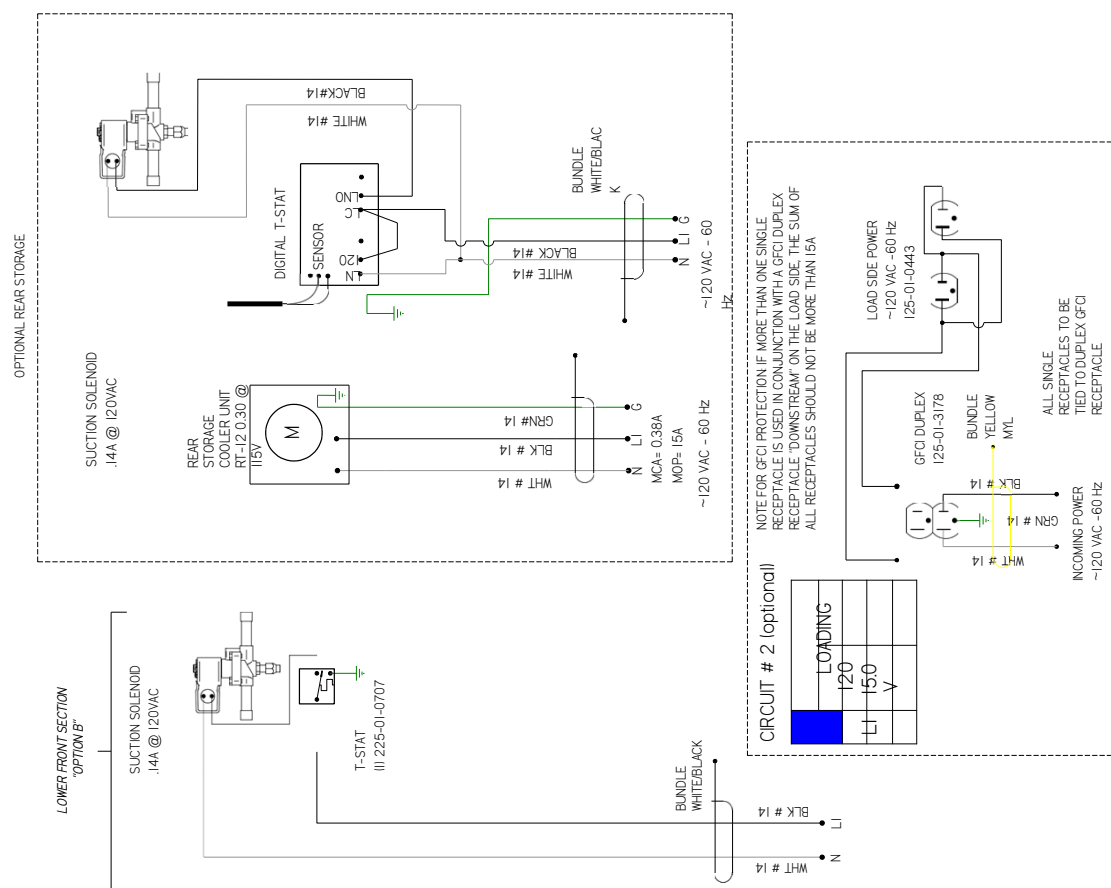 OPTIONAL REAR STORAGE
SUCTION SOLENOID
.14A @ 120VAC
BLACK#14
WHITE #14
DIGITAL T-STAT
SENSOR
LNO
LC
120
LN
BUNDLE
WHITE/BLAC
K
BLACK #14
WHITE #14
G
L1
N
~120 VAC - 60
Hz
REAR
STORAGE
COOLER UNIT
RT-12 0.30 @
115V
M
GRN# 14
BLK # 14
WHT # 14
G
L1
N
MCA= 0.38A
MOP= 15A
~120 VAC - 60 Hz
LOWER FRONT SECTION
"OPTION B"
SUCTION SOLENOID
.14A @ 120VAC
T-STAT
(1) 225-01-0707
BUNDLE
WHITE/BLACK
BLK # 14
WHT # 14
L1
N
NOTE FOR GFCI PROTECTION IF MORE THAN ONE SINGLE
RECEPTACLE IS USED IN CONJUNCTION WITH A GFCI DUPLEX
RECEPTACLE "DOWNSTREAM" ON THE LOAD SIDE, THE SUM OF
ALL RECEPTACLES SHOULD NOT BE MORE THAN 15A
LOAD SIDE POWER
~120 VAC -60 Hz
125-01-0443
GFCI DUPLEX
125-01-3178
BUNDLE
YELLOW
MYL
ALL SINGLE
RECEPTACLES TO BE
TIED TO DUPLEX GFCI
RECEPTACLE
BLK # 14
GRN # 14
WHT # 14
INCOMING POWER
~120 VAC -60 Hz
CIRCUIT # 2 (optional)
LOADING
120
L1 15.0
V